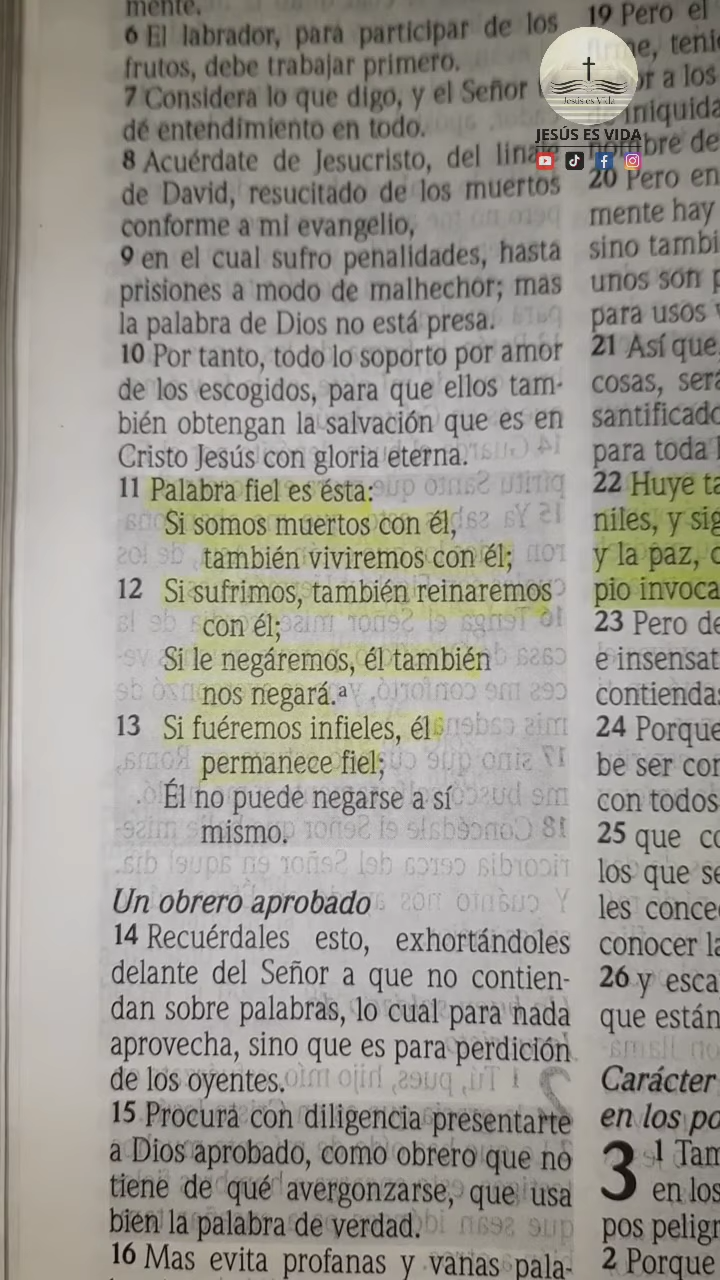 mente.
6 El labrador, para participar de los
frutos, debe trabajar primero.
7 Considera lo que digo, y el Señor
dé entendimiento en todo.
8 Acuérdate de Jesucristo, del linaje
de David, resucitado de los muertos
conforme a mi evangelio,
9 en el cual sufro penalidades, hasta
prisiones a modo de malhechor; mas
la palabra de Dios no está presa.
10 Por tanto, todo lo soporto por amor
de los escogidos, para que ellos tam-
bién obtengan la salvación que es en
Cristo Jesús con gloria eterna.
11 Palabra fiel es ésta:
Si somos muertos con él,
también viviremos con él;
12 Si sufrimos, también reinaremos
con él;
Si le negáremos, él también
nos negará.ª
13 Si fuéremos infieles, él
permanece fiel;
Él no puede negarse a sí
mismo.
Un obrero aprobado
14 Recuérdales esto, exhortándoles
delante del Señor a que no contien-
dan sobre palabras, lo cual para nada
aprovecha, sino que es para perdición
de los oyentes.
15 Procura con diligencia presentarte
a Dios aprobado, como obrero que no
tiene de qué avergonzarse, que usa
bien la palabra de verdad.
16 Mas evita profanas y vanas pala-
19 Pero el
a los
iniquida
de
20 Pero en
mente hay
sino tambi
unos son
para usos
21 Así que,
cosas, será
santificado
para toda
22 Huye ta
niles, y sig
y la paz, c
pio invoca
23 Pero de
e insensat
contiendas
24 Porque
be ser con
con todos
25 que co
los que se
les conce
conocer la
26 y esca
que están
Carácter
en los po
3 1 Tam
en los
pos peligr
2 Porque
Jesús es Vida
JESÚS ES VIDA